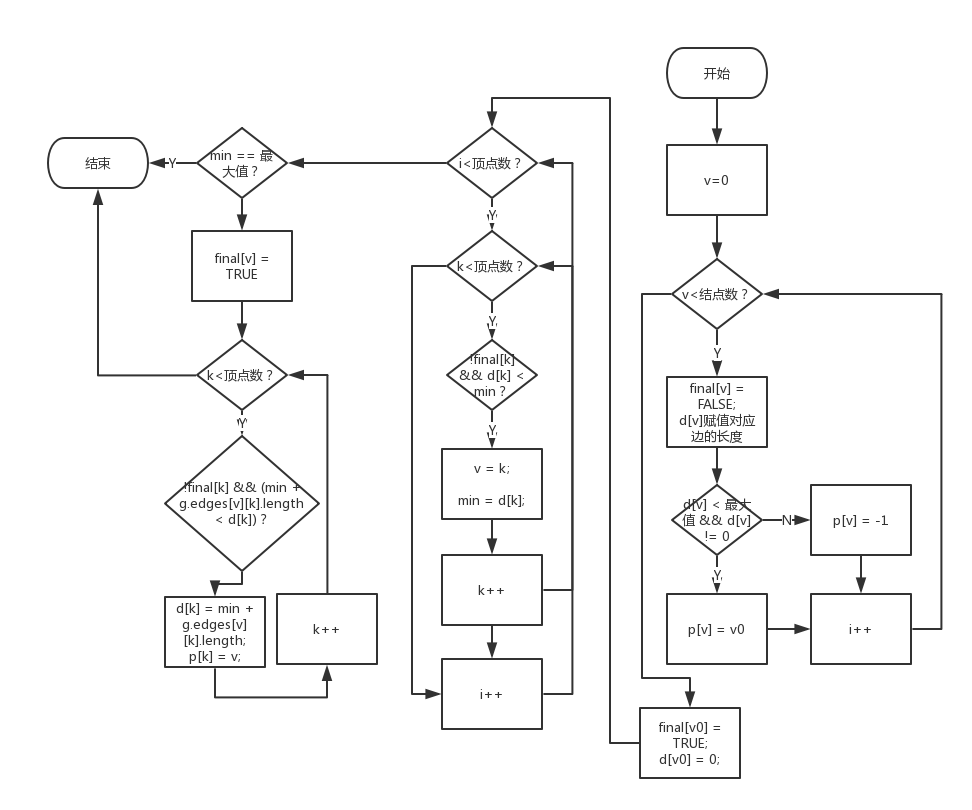 开始
v=0
v<结点数？
Y
final[v] =
FALSE;
d[v]赋值对应
边的长度
d[v] < 最大
值 && d[v]
!= 0
N
p[v] = -1
Y
p[v] = v0
i++
final[v0] =
TRUE;
d[v0] = 0;
i<顶点数？
Y
k<顶点数？
Y
!final[k]
&& d[k] <
min？
Y
v = k;
min = d[k];
k++
i++
min == 最
大值？
Y
结束
final[v] =
TRUE
k<顶点数？
Y
!final[k] && (min +
g.edges[v][k].length
< d[k])？
d[k] = min +
g.edges[v]
[k].length;
p[k] = v;
k++